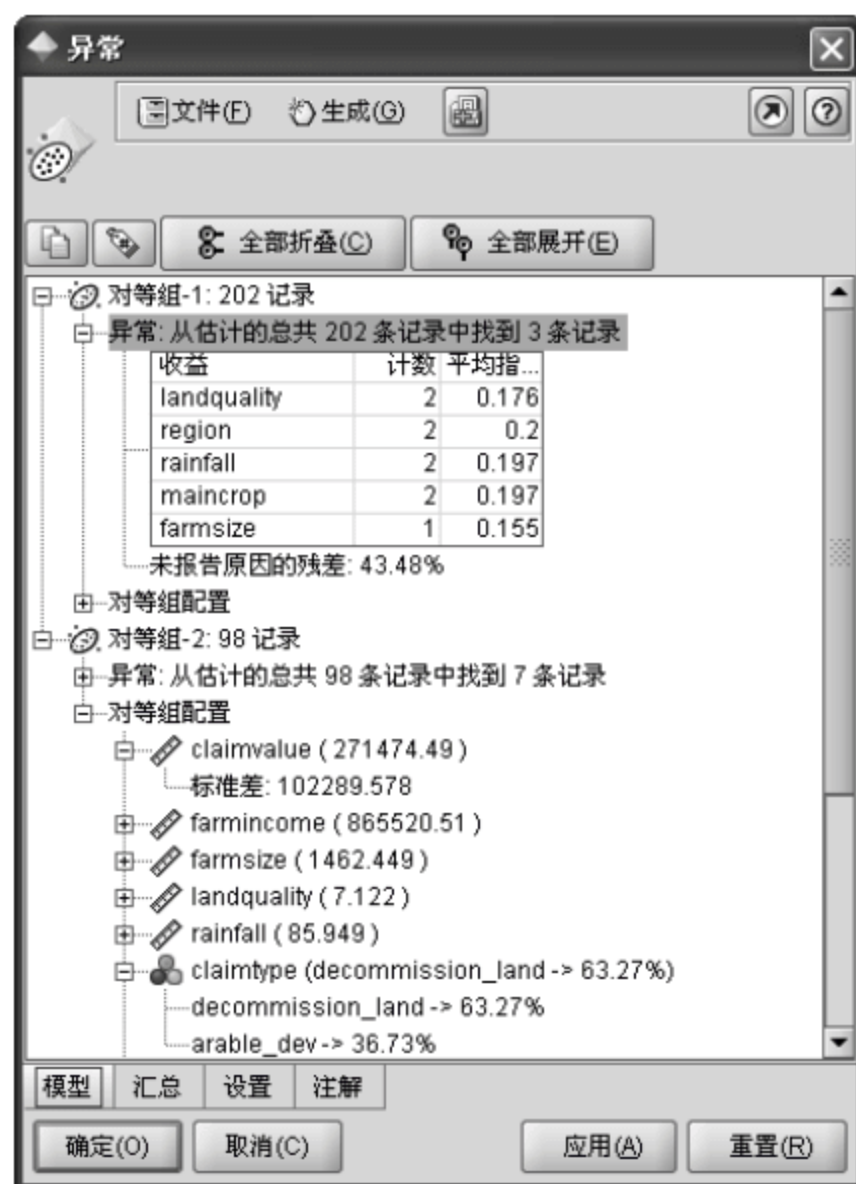 异常
文件(F) 生成(G)
全部折叠(C) 全部展开(E)
对等组-1: 202 记录
异常: 从估计的总共 202 条记录中找到 3 条记录
收益 计数 平均指...
landquality 2 0.176
region 2 0.2
rainfall 2 0.197
maincrop 2 0.197
farmsize 1 0.155
未报告原因的残差: 43.48%
对等组配置
对等组-2: 98 记录
异常: 从估计的总共 98 条记录中找到 7 条记录
对等组配置
claimvalue ( 271474.49 )
标准差: 102289.578
farmincome ( 865520.51 )
farmsize ( 1462.449 )
landquality ( 7.122 )
rainfall ( 85.949 )
claimtype (decommission_land -> 63.27%)
decommission_land -> 63.27%
arable_dev -> 36.73%
模型 汇总 设置 注解
确定(O) 取消(C) 应用(A) 重置(R)